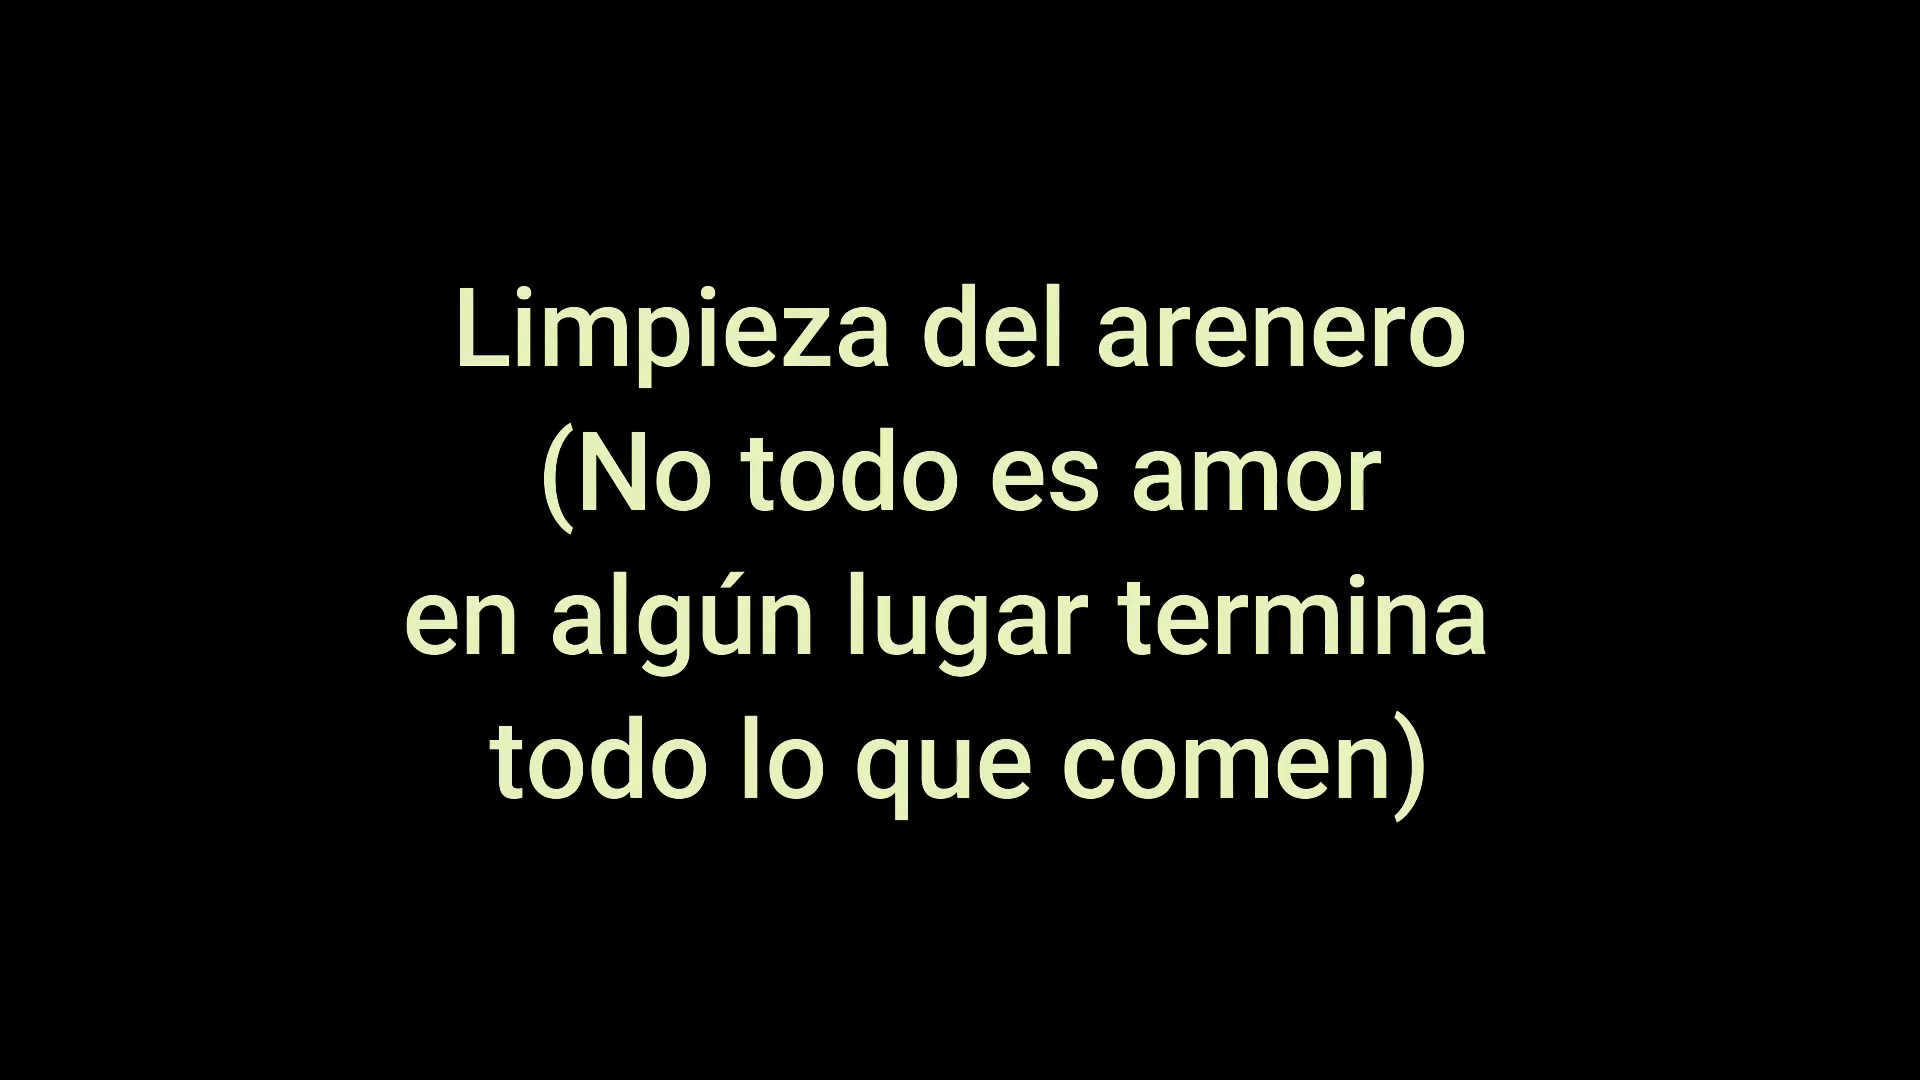 Limpieza del arenero
(No todo es amor
en algún lugar termina
todo lo que comen)